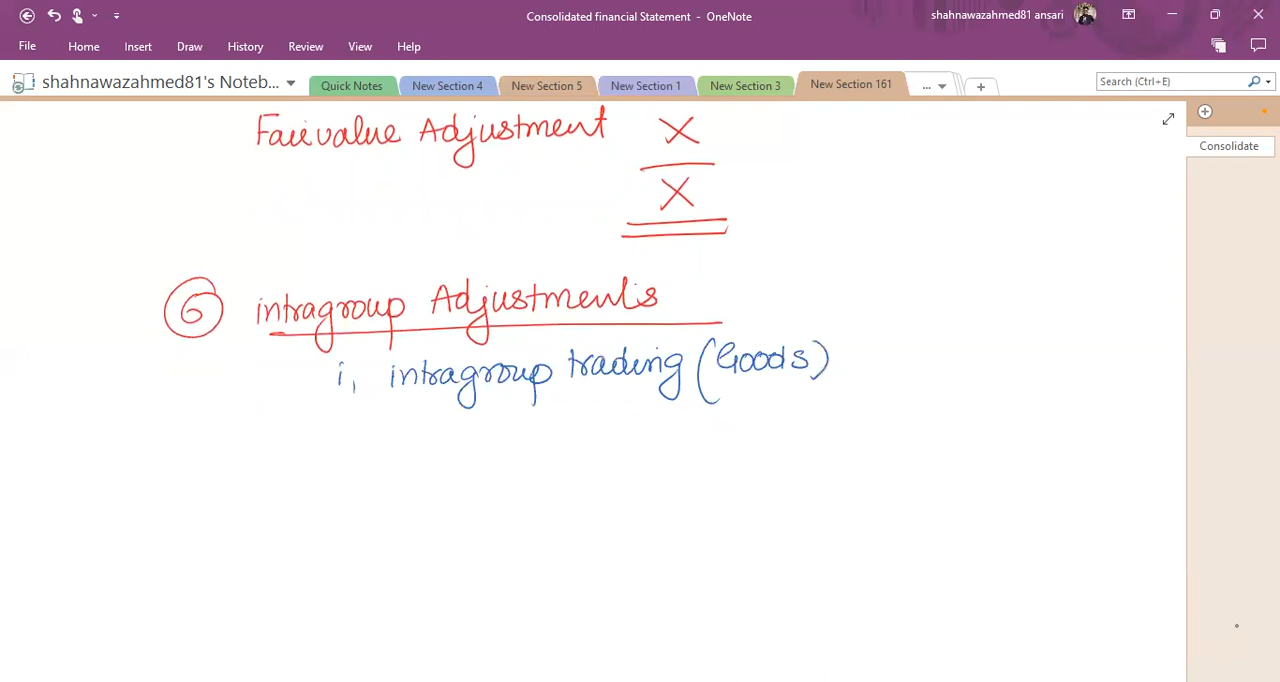 Consolidated financial Statement - OneNote
shahnawazahmed81 ansari
File Home Insert Draw History Review View Help
shahnawazahmed81's Noteb...
Quick Notes New Section 4 New Section 5 New Section 1 New Section 3 New Section 161 ... +
Search (Ctrl+E)
Consolidate
Fairvalue Adjustment X
X
6 intragroup Adjustments
i, intragroup trading (Goods)